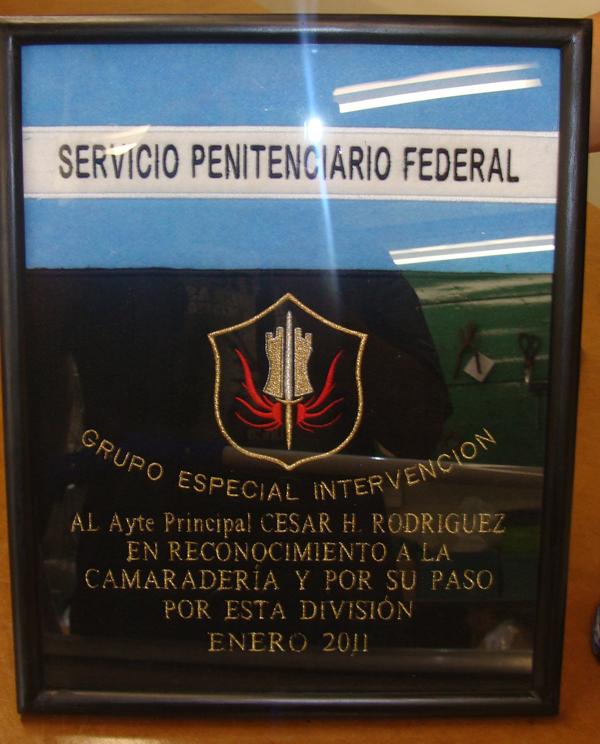 SERVICIO PENITENCIARIO FEDERAL
GRUPO ESPECIAL INTERVENCION
AL Ayte Principal CESAR H. RODRIGUEZ
EN RECONOCIMIENTO A LA
CAMARADERÍA Y POR SU PASO
POR ESTA DIVISIÓN
ENERO 2011